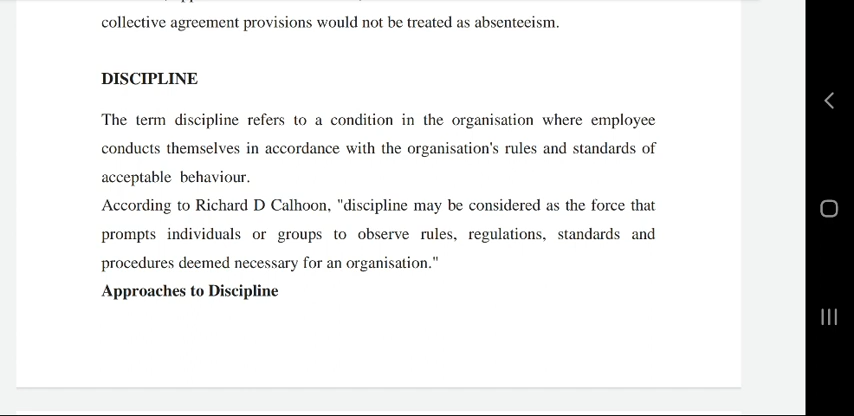 collective agreement provisions would not be treated as absenteeism.
DISCIPLINE
The term discipline refers to a condition in the organisation where employee
conducts themselves in accordance with the organisation's rules and standards of
acceptable behaviour.
According to Richard D Calhoon, "discipline may be considered as the force that
prompts individuals or groups to observe rules, regulations, standards and
procedures deemed necessary for an organisation."
Approaches to Discipline